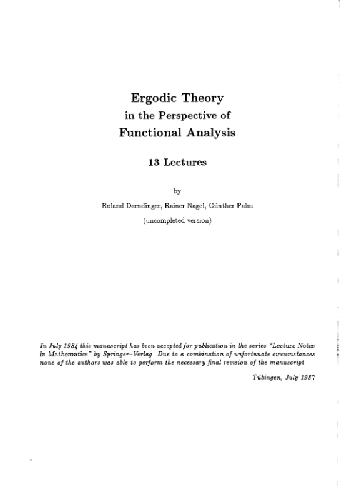 Ergodic Theory
in the Perspective of
Functional Analysis
13 Lectures
by
Roland Derndinger, Rainer Nagel, Günther Palm
(uncompleted version)
In July 1984 this manuscript has been accepted for publication in the series "Lecture Notes
in Mathematics" by Springer-Verlag. Due to a combination of unfortunate circumstances
none of the authors was able to perform the necessary final revision of the manuscript.
Tübingen, July 1987